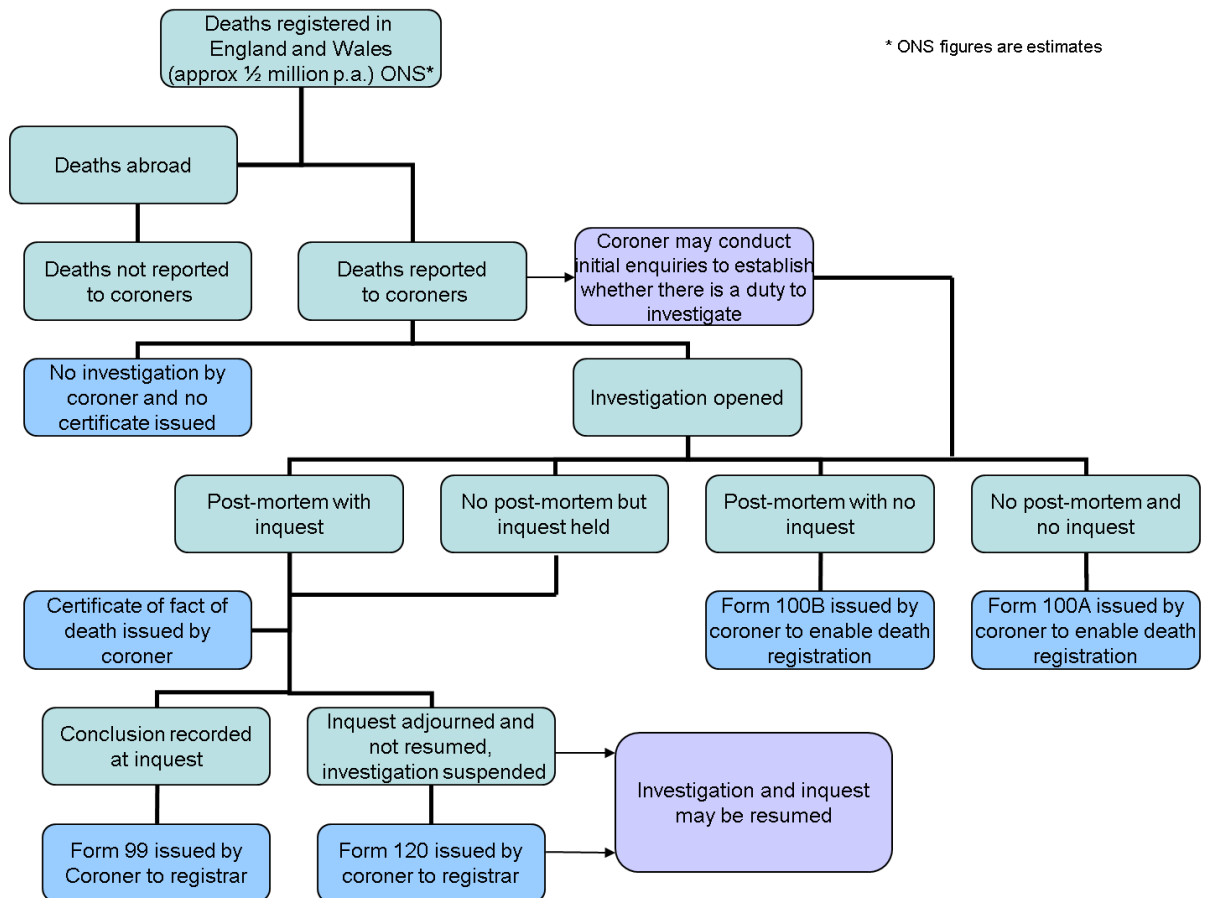 Deaths registered in
England and Wales
(approx ½ million p.a.) ONS*
* ONS figures are estimates
Deaths abroad
Deaths not reported
to coroners
Deaths reported
to coroners
Coroner may conduct
initial enquiries to establish
whether there is a duty to
investigate
No investigation by
coroner and no
certificate issued
Investigation opened
Post-mortem with
inquest
No post-mortem but
inquest held
Post-mortem with no
inquest
No post-mortem and
no inquest
Certificate of fact of
death issued by
coroner
Form 100B issued by
coroner to enable death
registration
Form 100A issued by
coroner to enable death
registration
Conclusion recorded
at inquest
Inquest adjourned and
not resumed,
investigation suspended
Investigation and inquest
may be resumed
Form 99 issued by
Coroner to registrar
Form 120 issued by
coroner to registrar